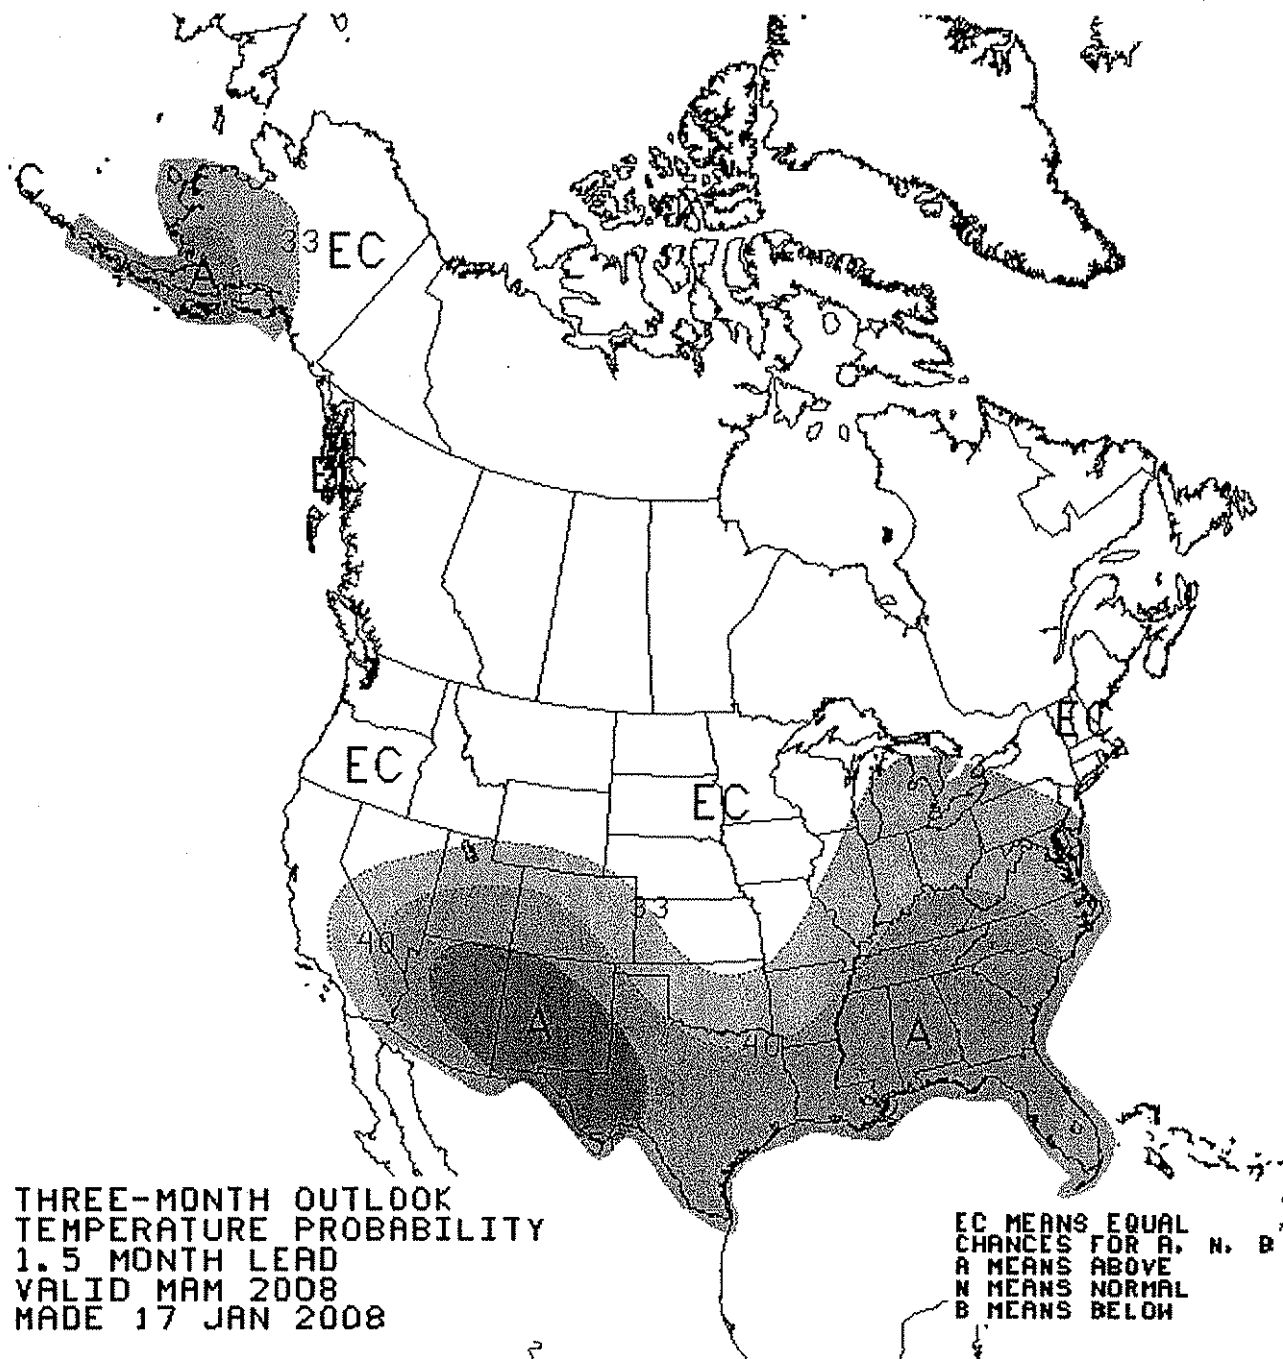 33 EC
A
EC
EC
EC
EC
33
40
A
40
A
THREE-MONTH OUTLOOK
TEMPERATURE PROBABILITY
1.5 MONTH LEAD
VALID MAM 2008
MADE 17 JAN 2008
EC MEANS EQUAL
CHANCES FOR A, N, B
A MEANS ABOVE
N MEANS NORMAL
B MEANS BELOW